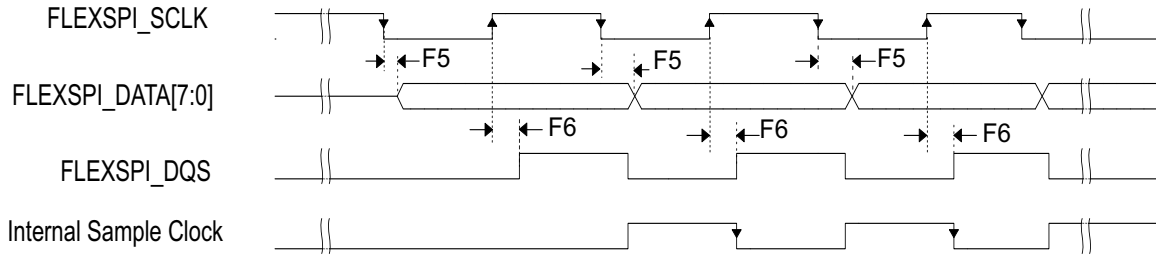 FLEXSPI_SCLK
F5 F5 F5
FLEXSPI_DATA[7:0]
F6 F6 F6
FLEXSPI_DQS
Internal Sample Clock